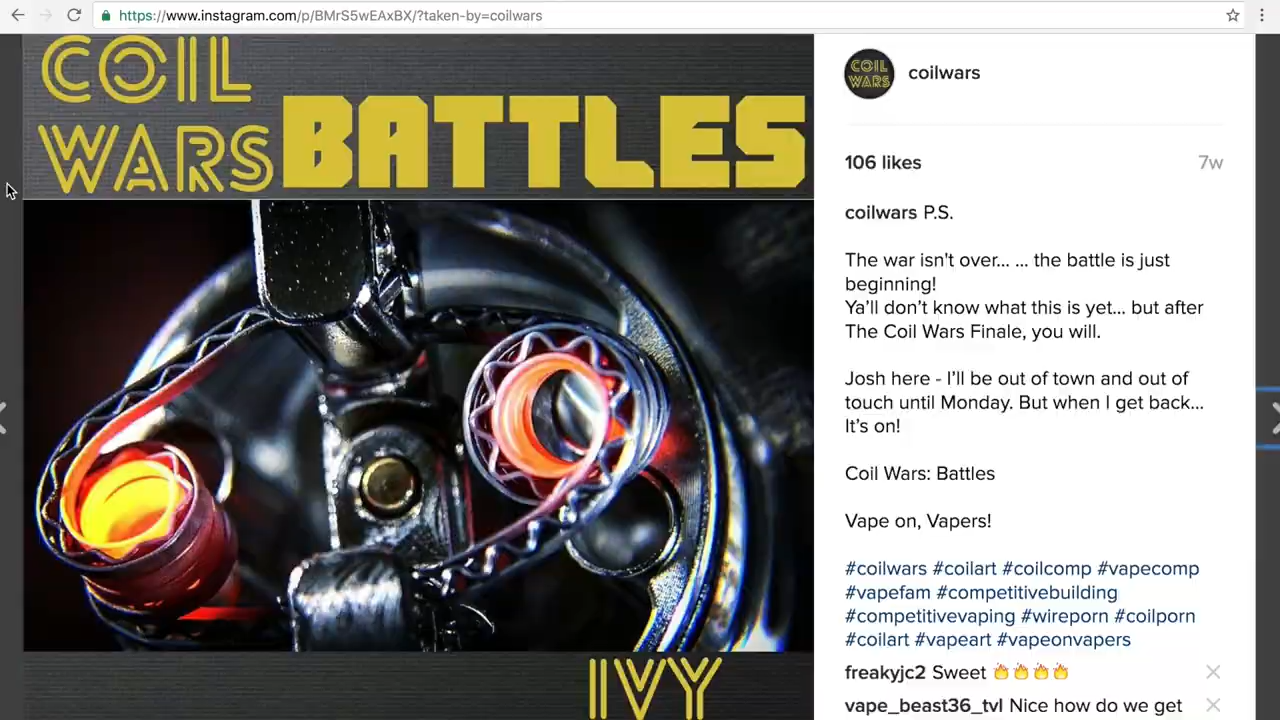 https://www.instagram.com/p/BMrS5wEAxBX/?taken-by=coilwars
COIL
WARS
BATTLES
IVY
COIL
WARS
coilwars
106 likes
7w
coilwars P.S.
The war isn't over... ... the battle is just
beginning!
Ya'll don't know what this is yet... but after
The Coil Wars Finale, you will.
Josh here - I'll be out of town and out of
touch until Monday. But when I get back...
It's on!
Coil Wars: Battles
Vape on, Vapers!
#coilwars #coilart #coilcomp #vapecomp
#vapefam #competitivebuilding
#competitivevaping #wireporn #coilporn
#coilart #vapeart #vapeonvapers
freakyjc2 Sweet 🔥🔥🔥🔥
vape_beast36_tvl Nice how do we get